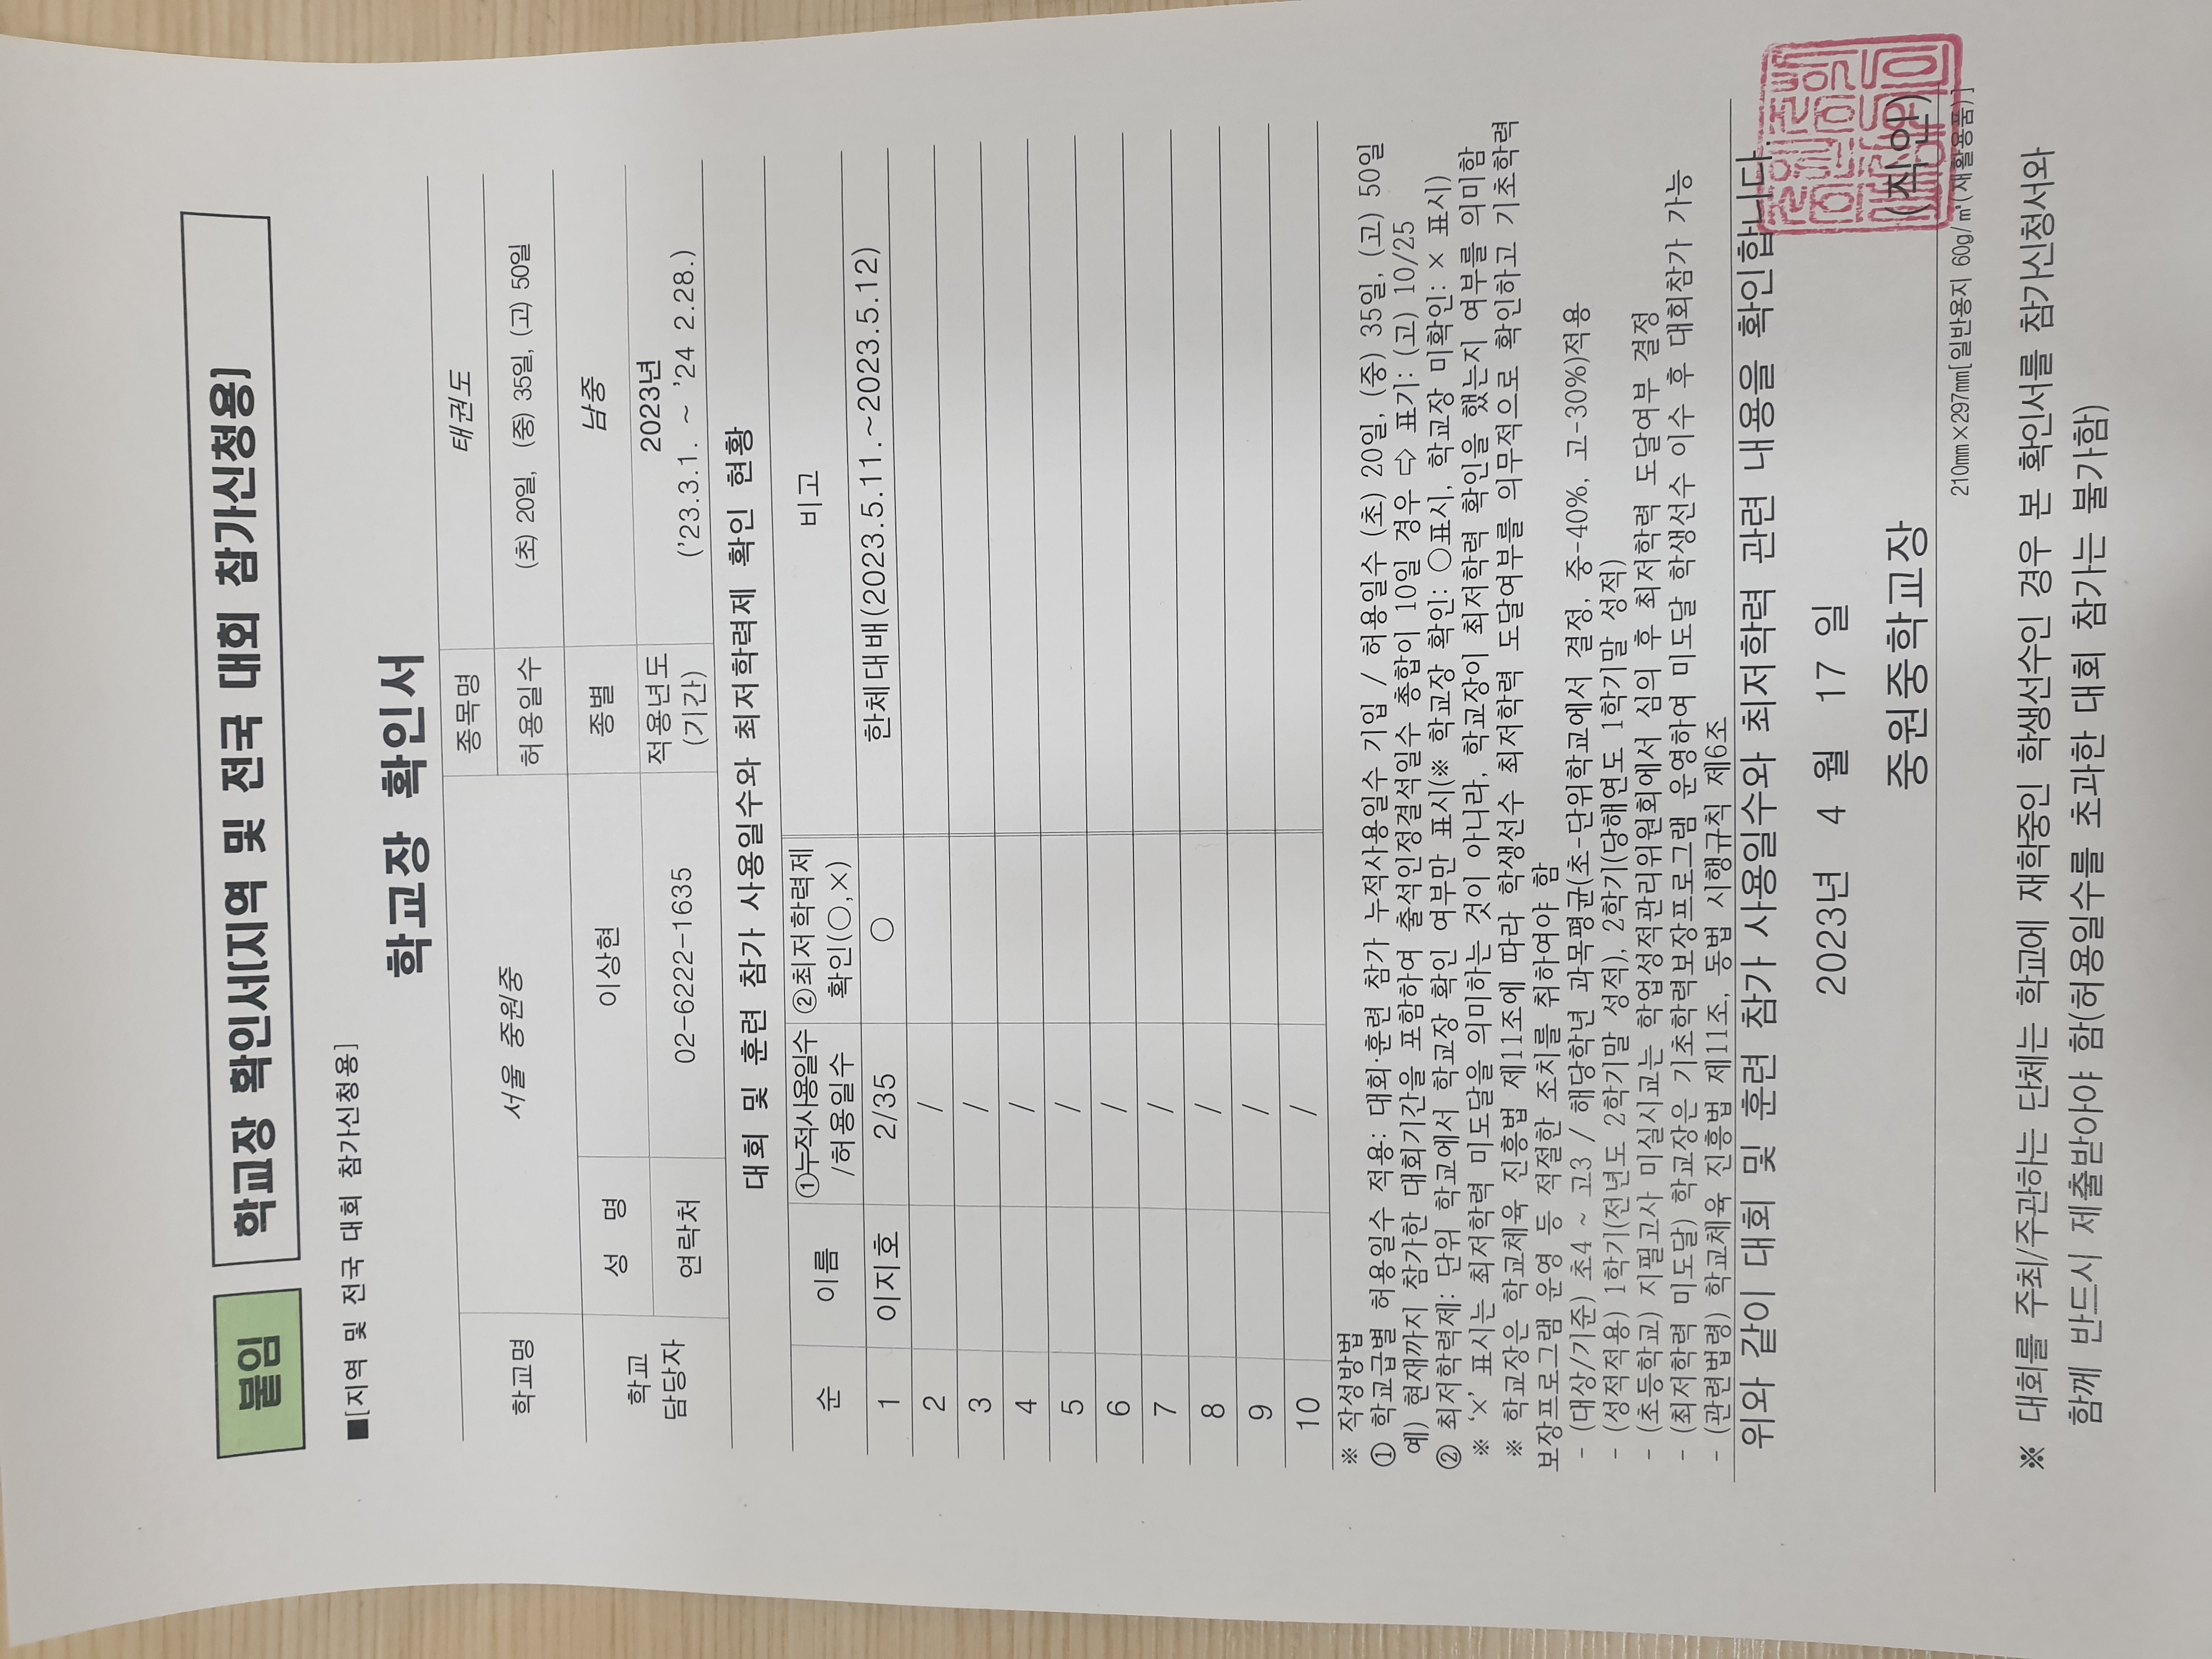 붙임
학교장 확인서[지역 및 전국 대회 참가신청용]
■[지역 및 전국 대회 참가신청용]
학교장 확인서
학교명 서울 중원중 종목명 태권도
허용일수 (초) 20일, (중) 35일, (고) 50일
학교 담당자 성 명 이상현 종별 남중
연락처 02-6222-1635 적용년도 (기간) 2023년 ('23.3.1. ~ '24 2.28.)
대회 및 훈련 참가 사용일수와 최저학력제 확인 현황
순 이름 ①누적사용일수 /허용일수 ②최저학력제 확인(○,×) 비고
1 이지호 2/35 ○ 한체대배(2023.5.11.~2023.5.12)
2 /
3 /
4 /
5 /
6 /
7 /
8 /
9 /
10 /
※ 작성방법
① 학교급별 허용일수 적용: 대회·훈련 참가 누적사용일수 기입 / 허용일수 (초) 20일, (중) 35일, (고) 50일
예) 현재까지 참가한 대회기간을 포함하여 출석인정결석일수 총합이 10일 경우 ➪ 표기: (고) 10/25
② 최저학력제: 단위 학교에서 학교장 확인 여부만 표시(※ 학교장 확인: ○표시, 학교장 미확인: × 표시)
※ '×' 표시는 최저학력 미도달을 의미하는 것이 아니라, 학교장이 최저학력 확인을 했는지 여부를 의미함
※ 학교장은 학교체육 진흥법 제11조에 따라 학생선수 최저학력 도달여부를 의무적으로 확인하고 기초학력
보장프로그램 운영 등 적절한 조치를 취하여야 함
- (대상/기준) 초4 ~ 고3 / 해당학년 과목평균(초-단위학교에서 결정, 중-40%, 고-30%)적용
- (성적적용) 1학기(전년도 2학기말 성적), 2학기(당해연도 1학기말 성적)
- (초등학교) 지필고사 미실시교는 학업성적관리위원회에서 심의 후 최저학력 도달여부 결정
- (최저학력 미도달) 학교장은 기초학력보장프로그램 운영하여 미도달 학생선수 이수 후 대회참가 가능
- (관련법령) 학교체육 진흥법 제11조, 동법 시행규칙 제6조
위와 같이 대회 및 훈련 참가 사용일수와 최저학력 관련 내용을 확인합니다.
2023년 4 월 17 일
중원중학교장 (직인)
210mm×297mm[일반용지 60g/㎡(재활용품)]
※ 대회를 주최/주관하는 단체는 학교에 재학중인 학생선수인 경우 본 확인서를 참가신청서와
함께 반드시 제출받아야 함(허용일수를 초과한 대회 참가는 불가함)